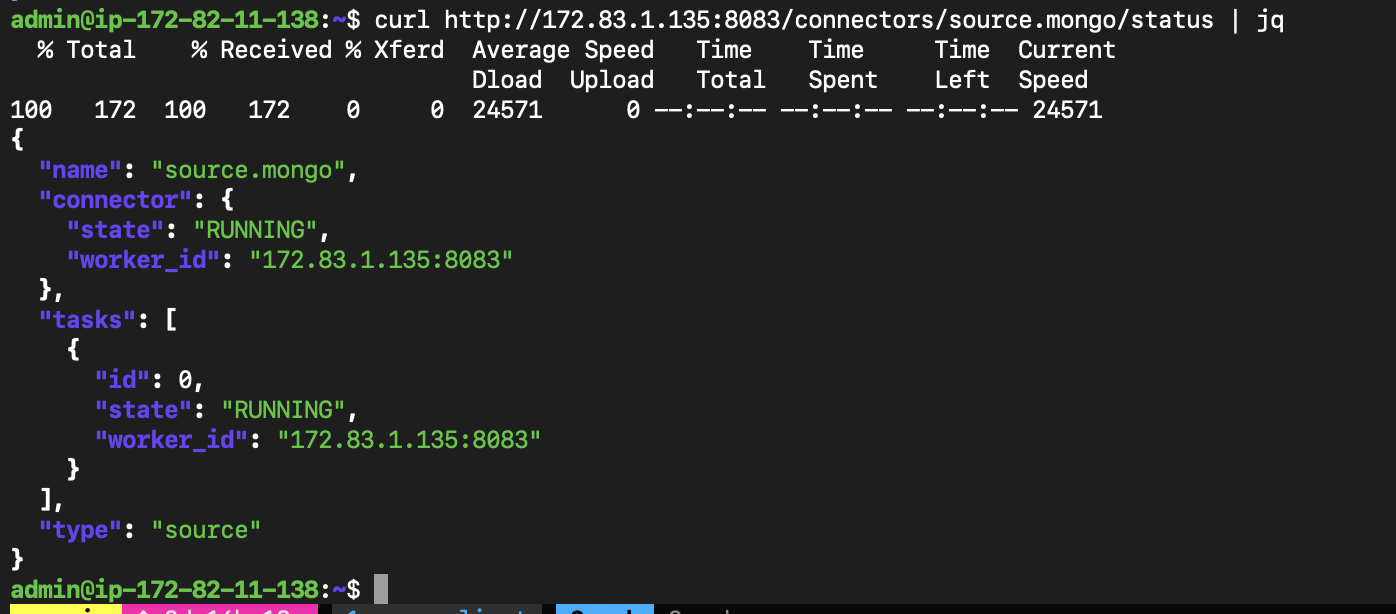 admin@ip-172-82-11-138:~$ curl http://172.83.1.135:8083/connectors/source.mongo/status | jq
  % Total    % Received % Xferd  Average Speed   Time    Time     Time  Current
                                 Dload  Upload   Total   Spent    Left  Speed
100   172  100   172    0     0  24571      0 --:--:-- --:--:-- --:--:-- 24571
{
  "name": "source.mongo",
  "connector": {
    "state": "RUNNING",
    "worker_id": "172.83.1.135:8083"
  },
  "tasks": [
    {
      "id": 0,
      "state": "RUNNING",
      "worker_id": "172.83.1.135:8083"
    }
  ],
  "type": "source"
}
admin@ip-172-82-11-138:~$